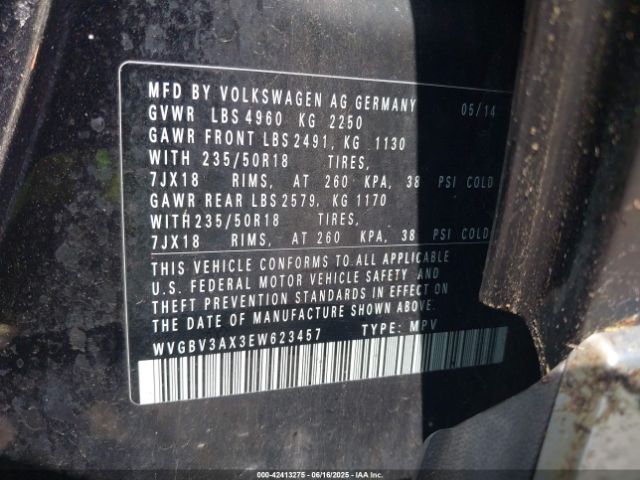 MFD BY VOLKSWAGEN AG GERMANY 05/14
GVWR LBS 4960 KG 2250
GAWR FRONT LBS 2491, KG 1130
WITH 235/50R18 TIRES,
7JX18 RIMS, AT 260 KPA, 38 PSI COLD
GAWR REAR LBS 2579, KG 1170
WITH 235/50R18 TIRES,
7JX18 RIMS, AT 260 KPA, 38 PSI COLD
THIS VEHICLE CONFORMS TO ALL APPLICABLE
U.S. FEDERAL MOTOR VEHICLE SAFETY AND
THEFT PREVENTION STANDARDS IN EFFECT ON
THE DATE OF MANUFACTURE SHOWN ABOVE.
WVGBV3AX3EW623457 TYPE: MPV
000-42413275 - 06/16/2025 - IAAI.COM